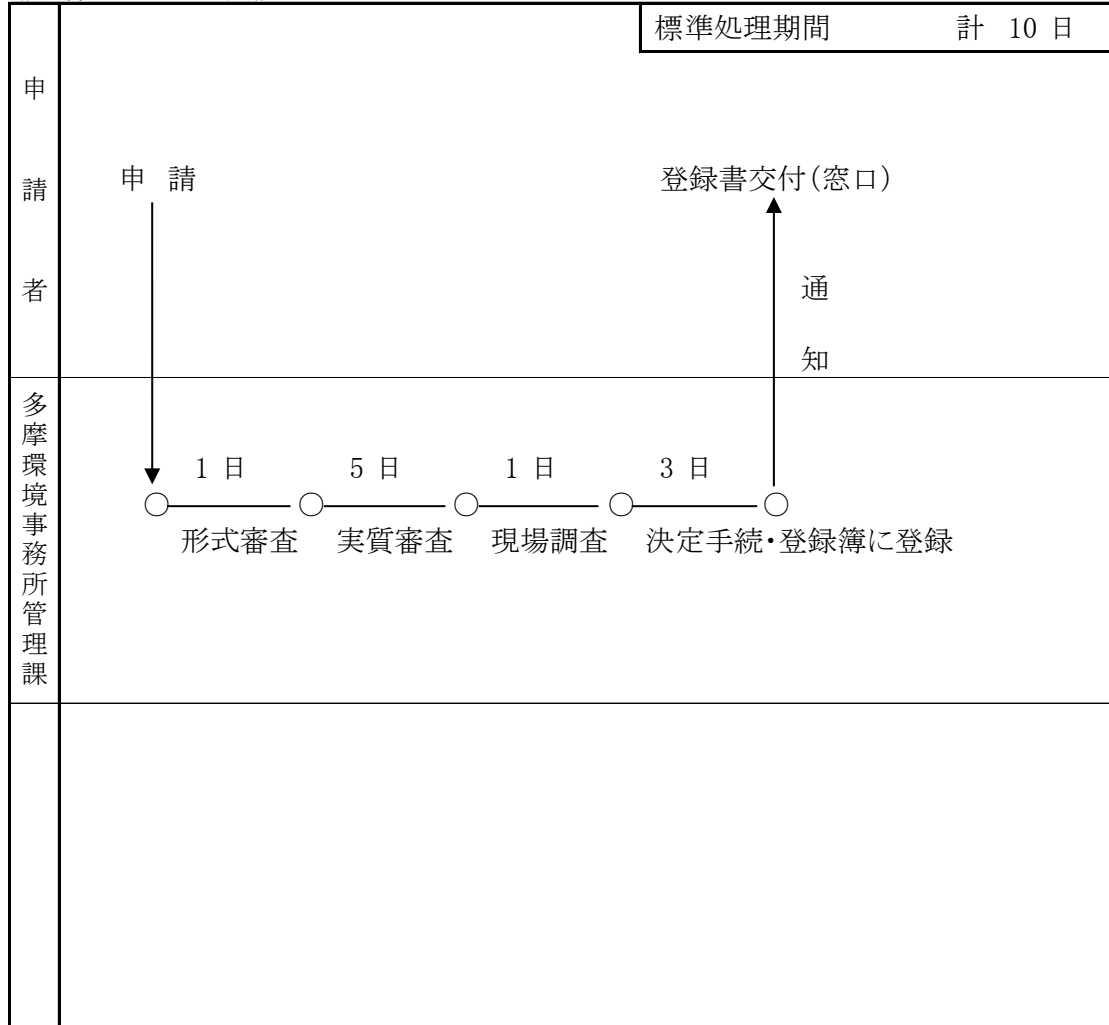 標準処理期間 計 10 日
申請者
申 請
登録書交付(窓口)
通知
多摩環境事務所管理課
1 日 5 日 1 日 3 日
形式審査 実質審査 現場調査 決定手続・登録簿に登録